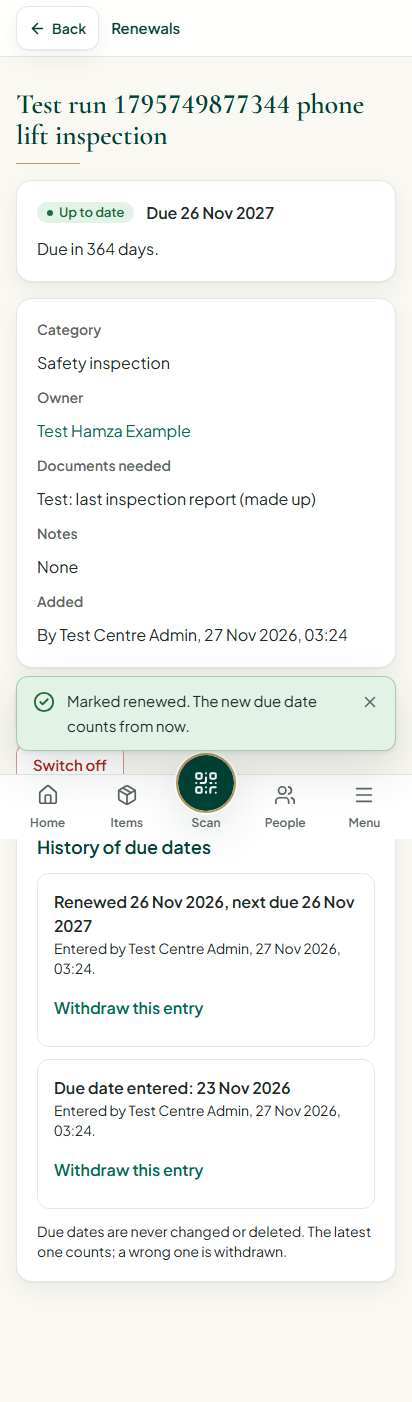 Back
Renewals
Test run 1795749877344 phone
lift inspection
Up to date
Due 26 Nov 2027
Due in 364 days.
Category
Safety inspection
Owner
Test Hamza Example
Documents needed
Test: last inspection report (made up)
Notes
None
Added
By Test Centre Admin, 27 Nov 2026, 03:24
Marked renewed. The new due date
counts from now.
Switch off
Home
Items
Scan
People
Menu
History of due dates
Renewed 26 Nov 2026, next due 26 Nov
2027
Entered by Test Centre Admin, 27 Nov 2026,
03:24.
Withdraw this entry
Due date entered: 23 Nov 2026
Entered by Test Centre Admin, 27 Nov 2026,
03:24.
Withdraw this entry
Due dates are never changed or deleted. The latest
one counts; a wrong one is withdrawn.